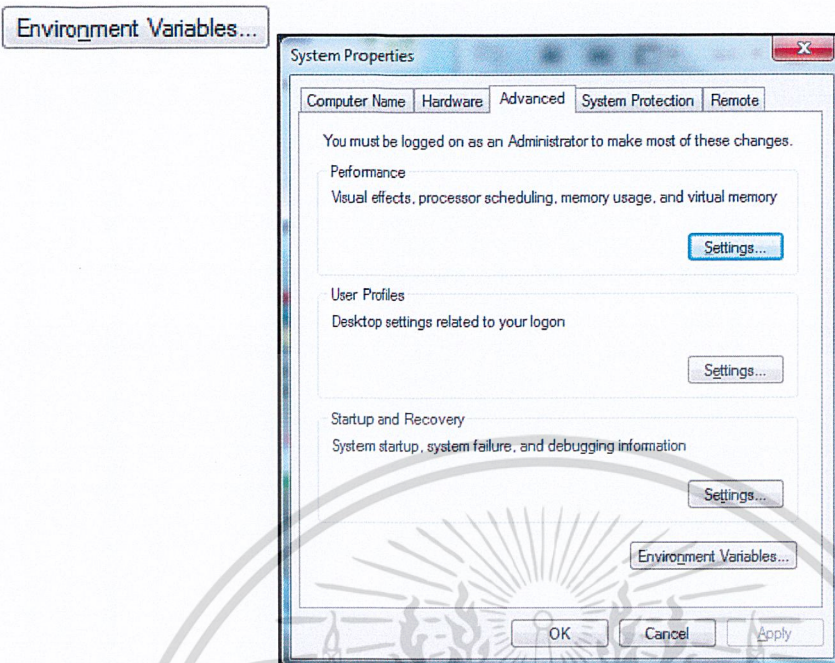 Environment Variables...
System Properties
Computer Name Hardware Advanced System Protection Remote
You must be logged on as an Administrator to make most of these changes.
Performance
Visual effects, processor scheduling, memory usage, and virtual memory
Settings...
User Profiles
Desktop settings related to your logon
Settings...
Startup and Recovery
System startup, system failure, and debugging information
Settings...
Environment Variables...
OK Cancel Apply